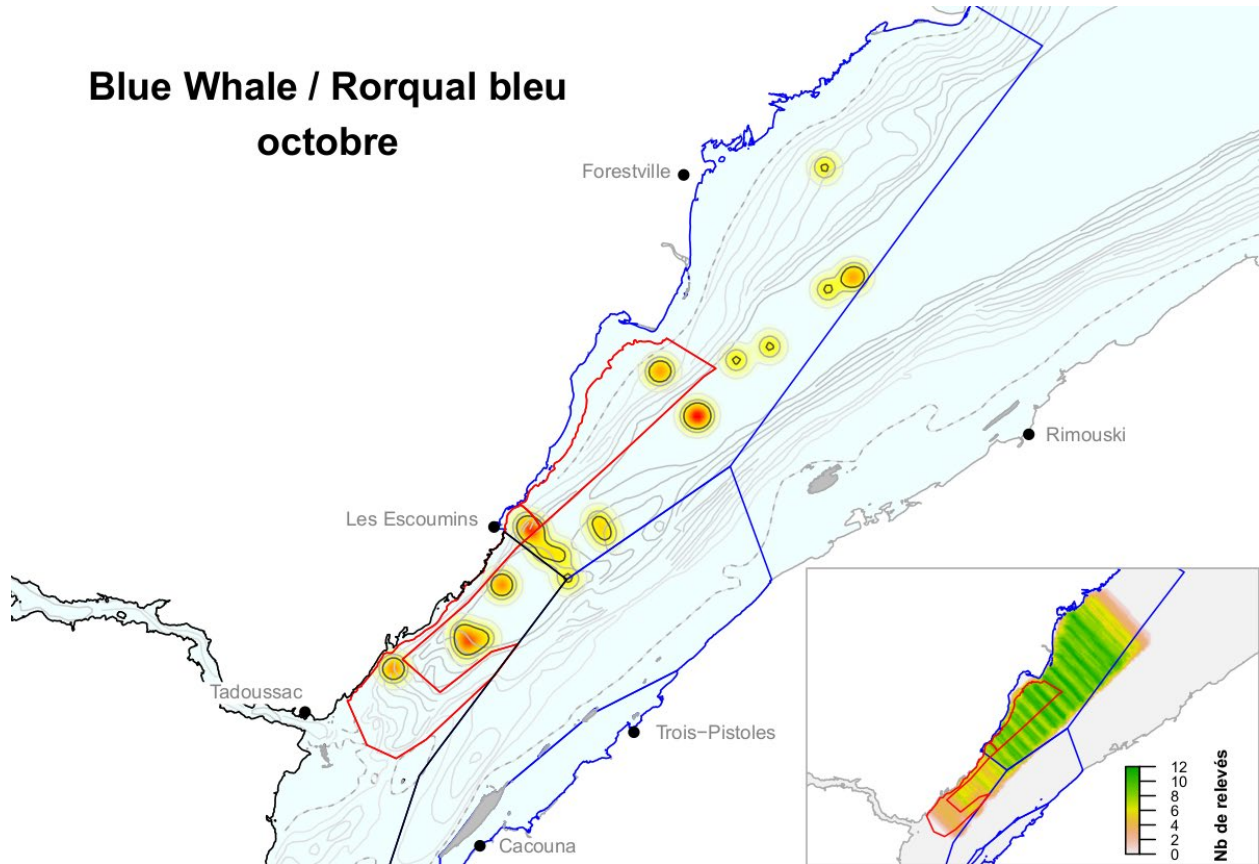 Blue Whale / Rorqual bleu
octobre
Forestville
Rimouski
Les Escoumins
Tadoussac
Trois−Pistoles
Cacouna
12
10
8
6
4
2
0
Nb de relevés